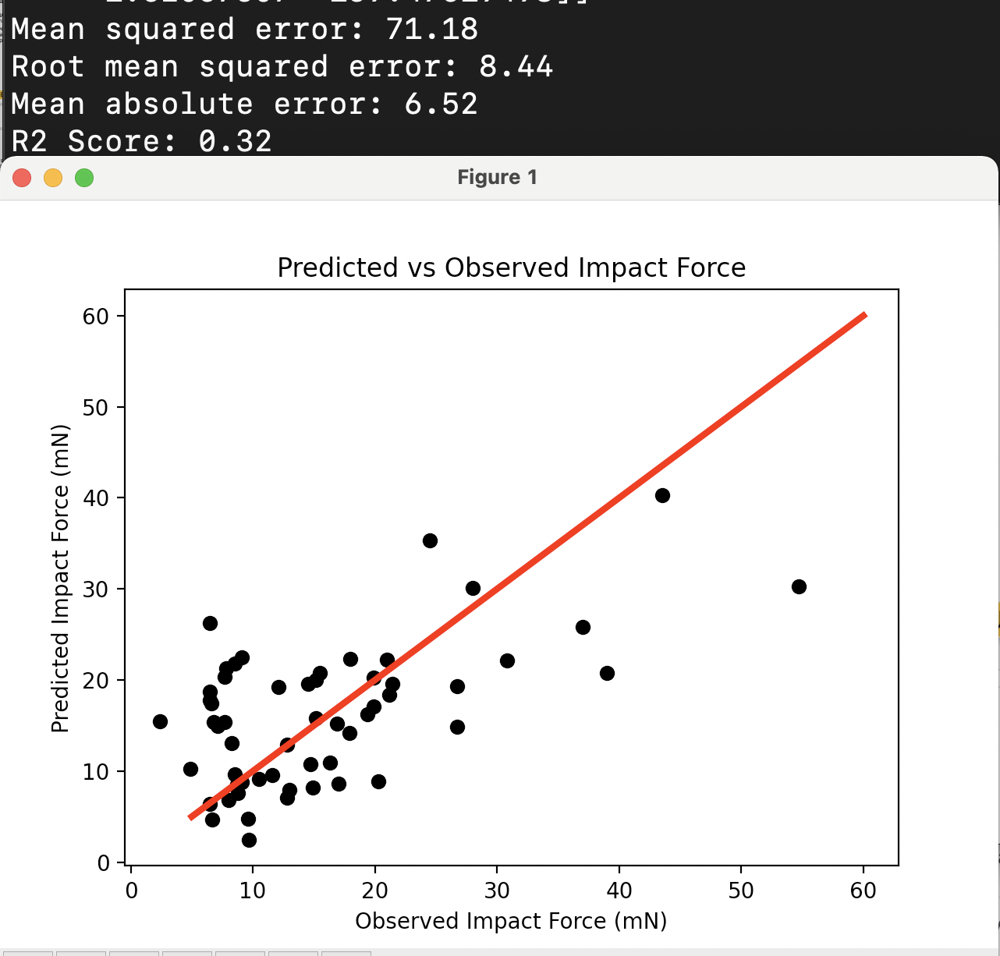 Mean squared error: 71.18
Root mean squared error: 8.44
Mean absolute error: 6.52
R2 Score: 0.32
Figure 1
Predicted vs Observed Impact Force
Predicted Impact Force (mN)
60
50
40
30
20
10
0
0 10 20 30 40 50 60
Observed Impact Force (mN)